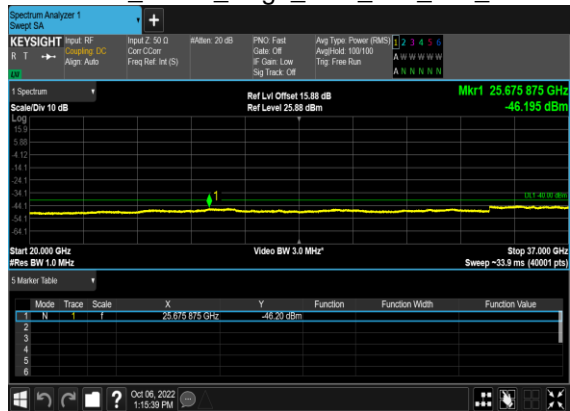 Spectrum Analyzer 1
Swept SA
+
KEYSIGHT Input: RF Input Z: 50 Ω #Atten: 20 dB PNO: Fast Avg Type: Power (RMS) 1 2 3 4 5 6
R T Coupling: DC Corr CCorr Gate: Off Avg|Hold: 100/100 A W W W W W
Align: Auto Freq Ref: Int (S) IF Gain: Low Trig: Free Run
Sig Track: Off A N N N N N
1 Spectrum Ref Lvl Offset 15.88 dB Mkr1 25.675 875 GHz
Scale/Div 10 dB Ref Level 25.88 dBm -46.195 dBm
Log
15.9
5.88
-4.12
-14.1
-24.1
1
-34.1 DL1 -40.00 dBm
-44.1
-54.1
-64.1
Start 20.000 GHz Video BW 3.0 MHz* Stop 37.000 GHz
#Res BW 1.0 MHz Sweep ~33.9 ms (40001 pts)
5 Marker Table
Mode Trace Scale X Y Function Function Width Function Value
1 N 1 f 25.675 875 GHz -46.20 dBm
2
3
4
5
6
? Oct 06, 2022
1:15:39 PM